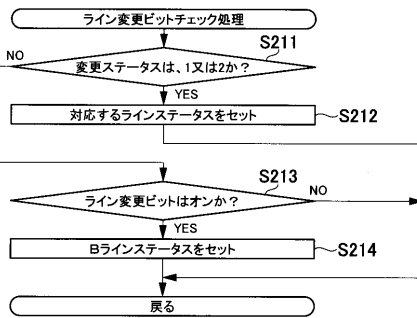 ライン変更ビットチェック処理
S211
NO
変更ステータスは、1又は2か？
YES
対応するラインステータスをセット
S212
S213
ライン変更ビットはオンか？
NO
YES
Bラインステータスをセット
S214
戻る